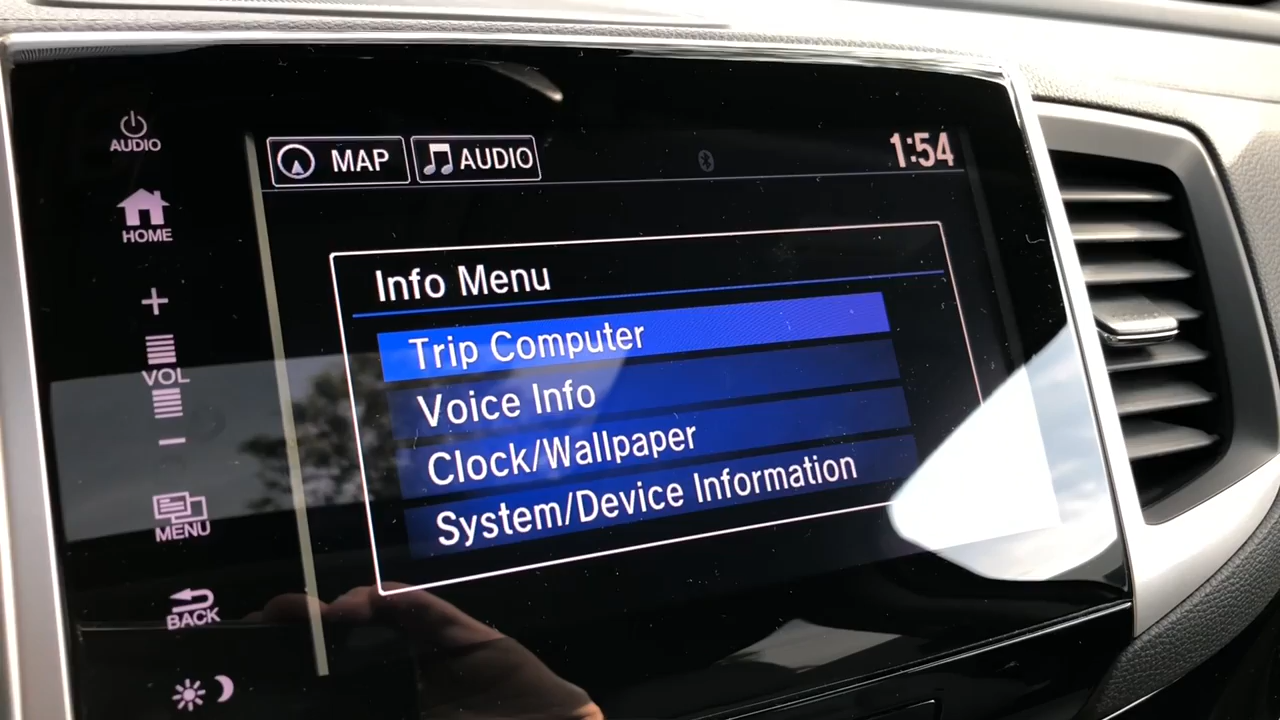 AUDIO
MAP
AUDIO
1:54
HOME
Info Menu
Trip Computer
Voice Info
VOL
Clock/Wallpaper
System/Device Information
MENU
BACK